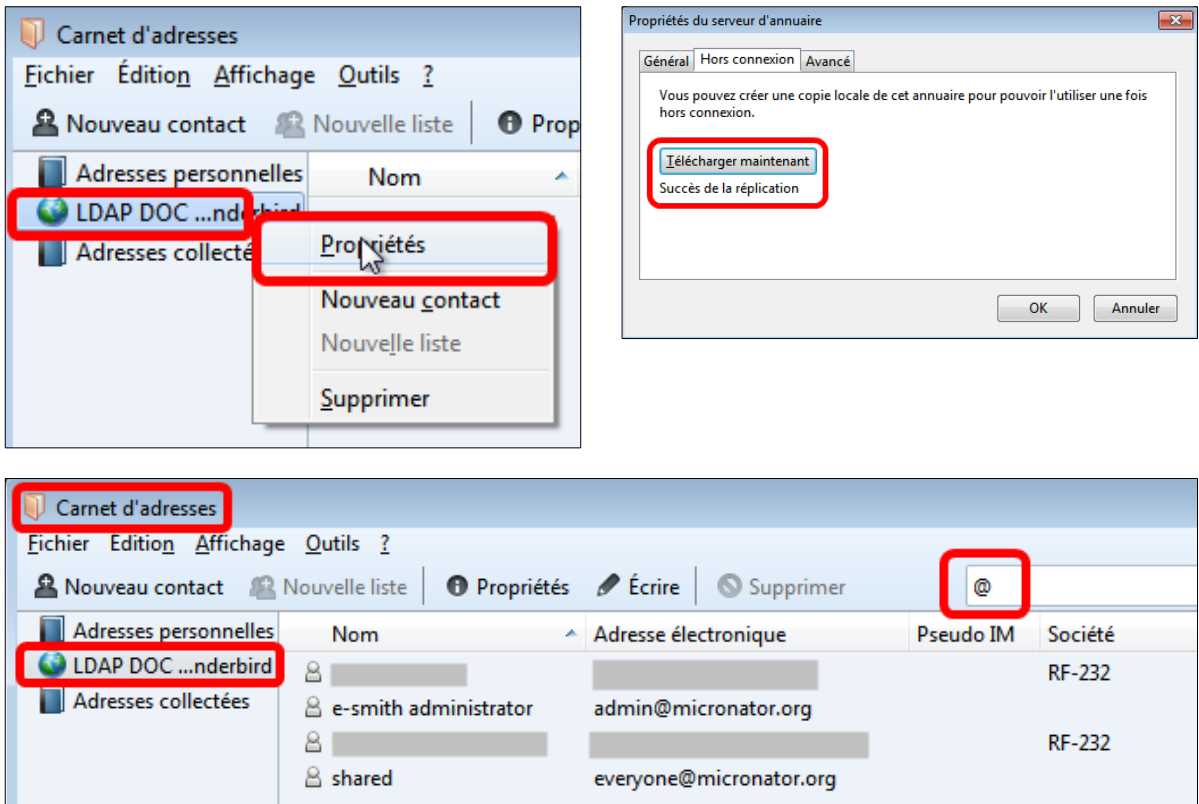 Carnet d'adresses
Fichier Édition Affichage Outils ?
Nouveau contact Nouvelle liste Prop
Adresses personnelles Nom
LDAP DOC ...nderbird
Adresses collecté
Propriétés
Nouveau contact
Nouvelle liste
Supprimer
Propriétés du serveur d'annuaire
Général Hors connexion Avancé
Vous pouvez créer une copie locale de cet annuaire pour pouvoir l'utiliser une fois
hors connexion.
Télécharger maintenant
Succès de la réplication
OK Annuler
Carnet d'adresses
Fichier Edition Affichage Outils ?
Nouveau contact Nouvelle liste Propriétés Écrire Supprimer @
Adresses personnelles Nom Adresse électronique Pseudo IM Société
LDAP DOC ...nderbird RF-232
Adresses collectées e-smith administrator admin@micronator.org
RF-232
shared everyone@micronator.org